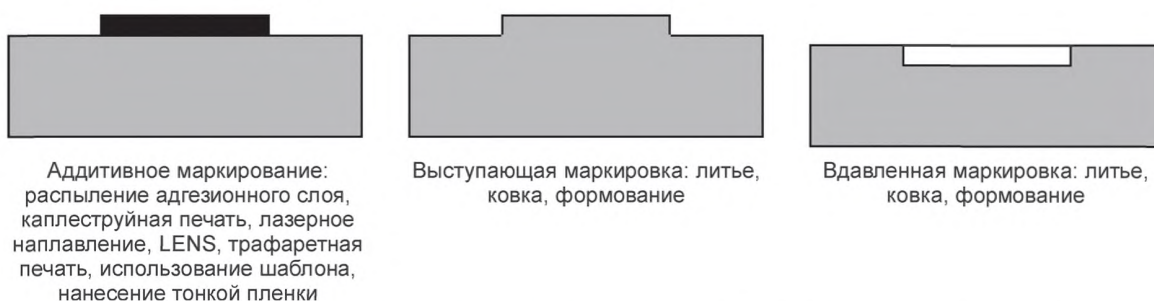 Аддитивное маркирование:
распыление адгезионного слоя,
каплеструйная печать, лазерное
наплавление, LENS, трафаретная
печать, использование шаблона,
нанесение тонкой пленки
Выступающая маркировка: литье,
ковка, формование
Вдавленная маркировка: литье,
ковка, формование